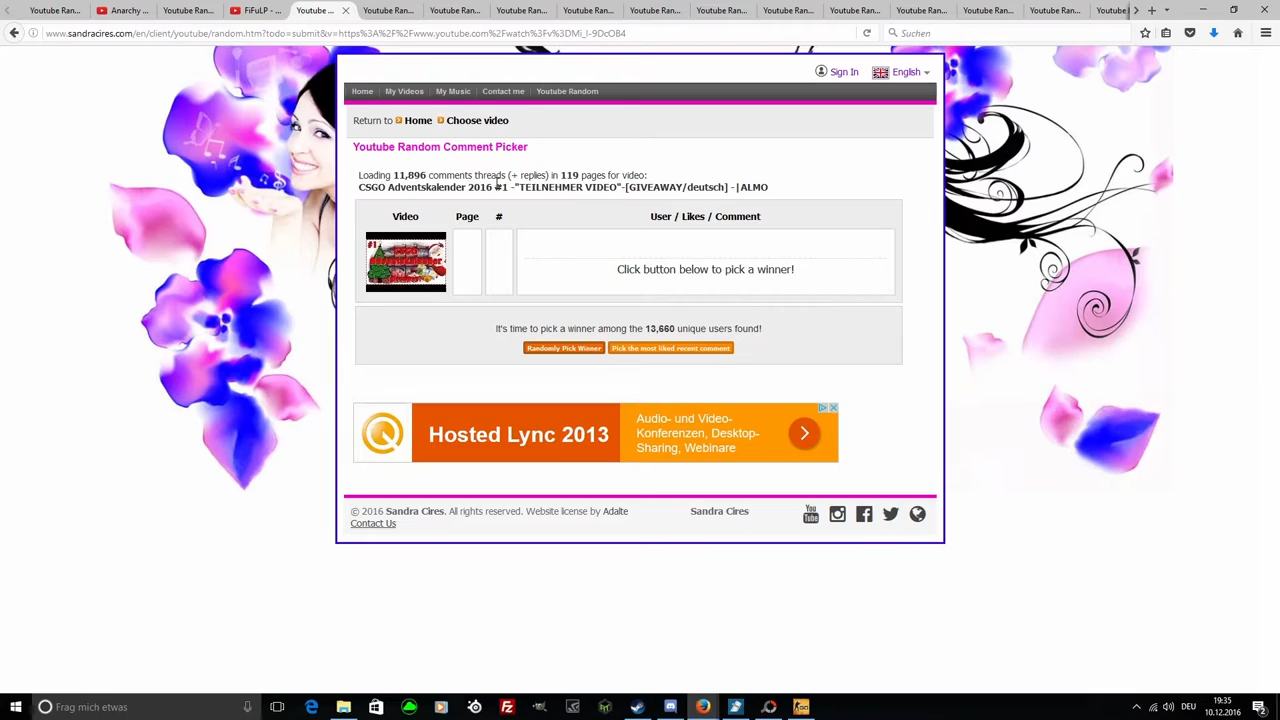 Youtube Ran... Anarchy ... Youtube Ran... FiFuLP - ... Youtube ... Youtube Ran... Youtube Ran... Youtube Ran... Youtube Ran... Youtube Ran... Youtube Ran... Youtube Ran... Youtube Ran... Youtube Ran... Youtube Ran... Youtube
www.sandracires.com/en/client/youtube/random.htm?todo=submit&v=https%3A%2F%2Fwww.youtube.com%2Fwatch%3Fv%3DMi_I-9DcOB4
Suchen
Sign In English
Home My Videos My Music Contact me Youtube Random
Return to Home Choose video
Youtube Random Comment Picker
Loading 11,896 comments threads (+ replies) in 119 pages for video:
CSGO Adventskalender 2016 #1 -"TEILNEHMER VIDEO"-[GIVEAWAY/deutsch] -|ALMO
Video Page # User / Likes / Comment
#1
Click button below to pick a winner!
It's time to pick a winner among the 13,660 unique users found!
Randomly Pick Winner Pick the most liked recent comment
Hosted Lync 2013
Audio- und Video-
Konferenzen, Desktop-
Sharing, Webinare
© 2016 Sandra Cires. All rights reserved. Website license by Adalte
Contact Us
Sandra Cires
You
Tube
Frag mich etwas
DEU
19:35
10.12.2016
2